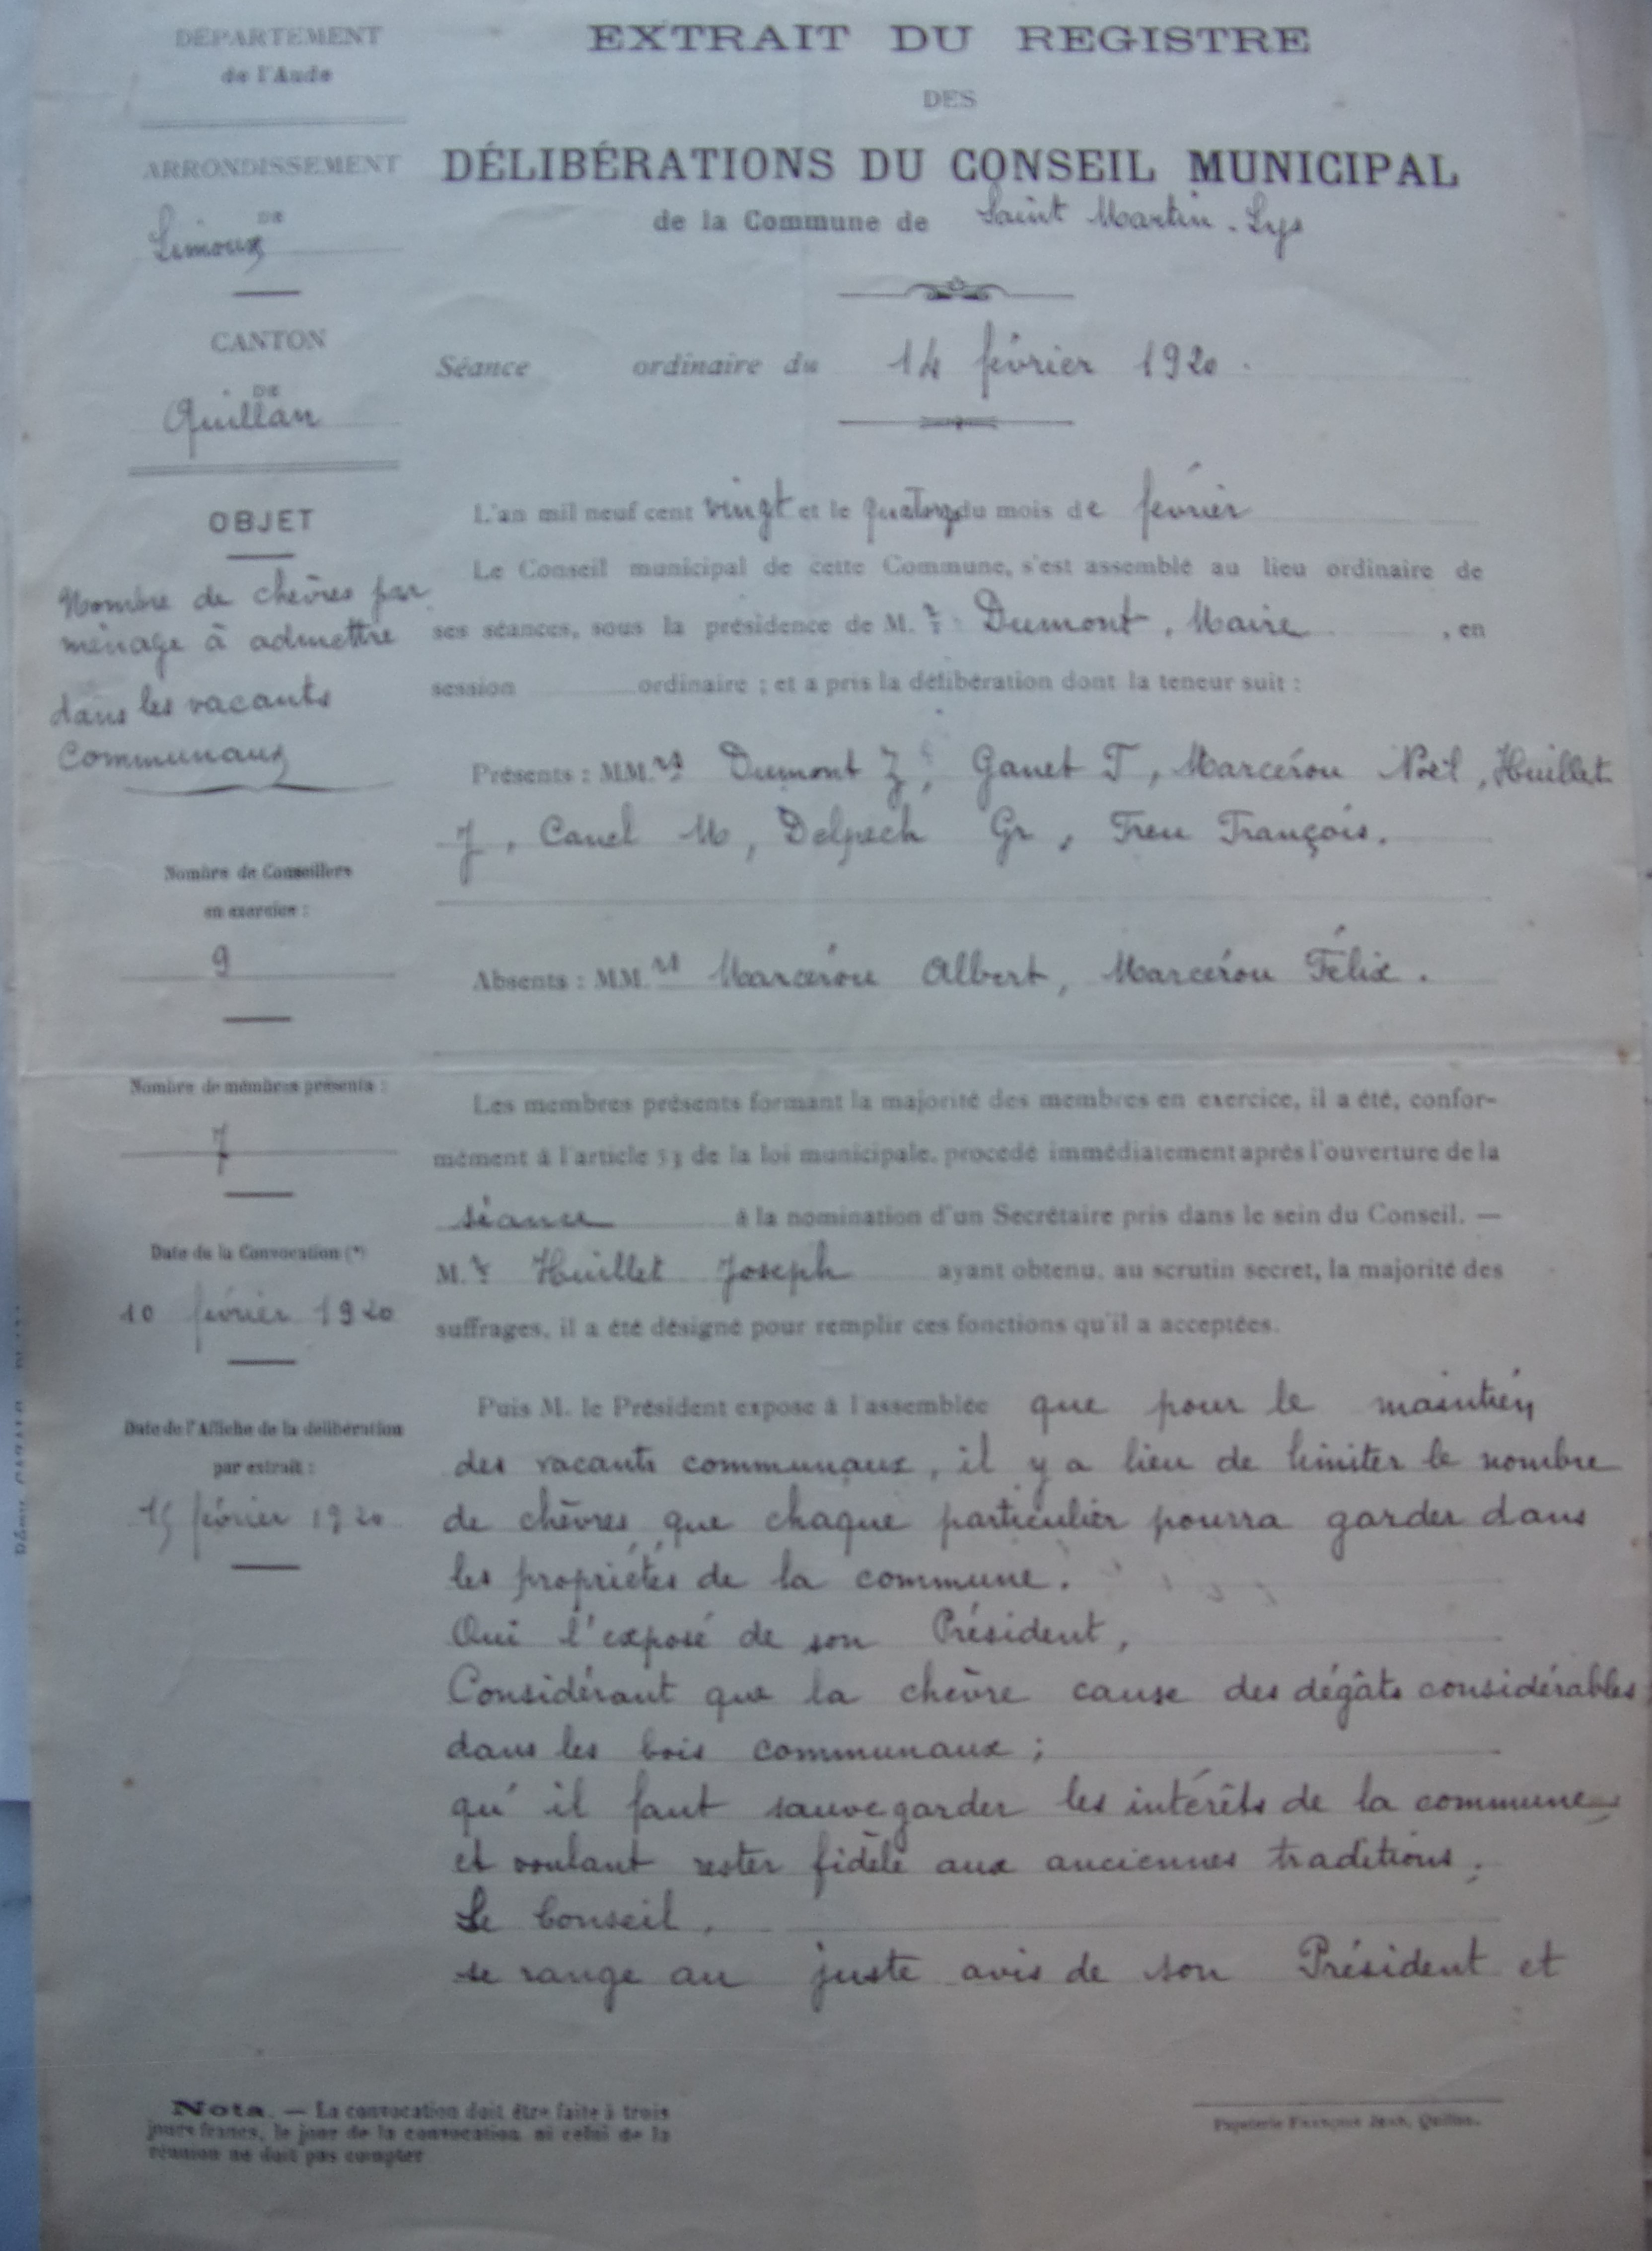 DÉPARTEMENT
de l'Aude
ARRONDISSEMENT
DE
Limoux
CANTON
DE
Quillan
OBJET
Nombre de chèvres par
ménage à admettre
dans les vacants
Communaux
Nombre de Conseillers
en exercice :
9
Nombre de membres présents :
7
Date de la Convocation (*)
10 février 1920
Date de l'Affiche de la délibération
par extrait :
15 février 1920
EXTRAIT DU REGISTRE
DES
DÉLIBÉRATIONS DU CONSEIL MUNICIPAL
de la Commune de Saint Martin-Lys
Séance ordinaire du 14 février 1920.
L'an mil neuf cent vingt et le quatorze du mois de février
Le Conseil municipal de cette Commune, s'est assemblé au lieu ordinaire de
ses séances, sous la présidence de M.r Dumont, Maire, en
session ordinaire ; et a pris la délibération dont la teneur suit :
Présents : MM.rs Dumont J, Ganet T, Marcérou Noël, Huillet
J, Canel M, Delpech Gr, Freu François.
Absents : MM.rs Marcérou Albert, Marcérou Félix.
Les membres présents formant la majorité des membres en exercice, il a été, confor-
mément à l'article 53 de la loi municipale, procédé immédiatement après l'ouverture de la
séance à la nomination d'un Secrétaire pris dans le sein du Conseil. —
M.r Huillet Joseph ayant obtenu, au scrutin secret, la majorité des
suffrages, il a été désigné pour remplir ces fonctions qu'il a acceptées.
Puis M. le Président expose à l'assemblée que pour le maintien
des vacants communaux, il y a lieu de limiter le nombre
de chèvres, que chaque particulier pourra garder dans
les propriétés de la commune.
Oui l'exposé de son Président,
Considérant que la chèvre cause des dégâts considérables
dans les bois communaux ;
qu'il faut sauvegarder les intérêts de la commune
et voulant rester fidèle aux anciennes traditions ;
Le Conseil,
se range au juste avis de son Président et
Nota. — La convocation doit être faite à trois
jours francs, le jour de la convocation ni celui de la
réunion ne doit pas compter
Papeterie François Jean, Quillan.